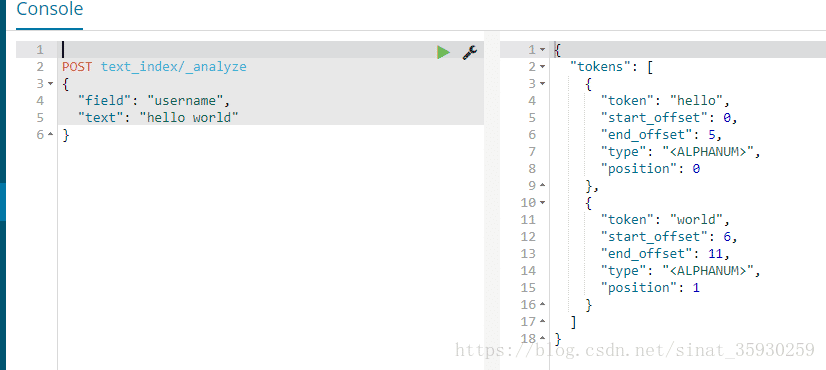 Console
1
2 POST text_index/_analyze
3 {
4 "field": "username",
5 "text": "hello world"
6 }
1 {
2 "tokens": [
3 {
4 "token": "hello",
5 "start_offset": 0,
6 "end_offset": 5,
7 "type": "<ALPHANUM>",
8 "position": 0
9 },
10 {
11 "token": "world",
12 "start_offset": 6,
13 "end_offset": 11,
14 "type": "<ALPHANUM>",
15 "position": 1
16 }
17 ]
18 }
https://blog.csdn.net/sinat_35930259